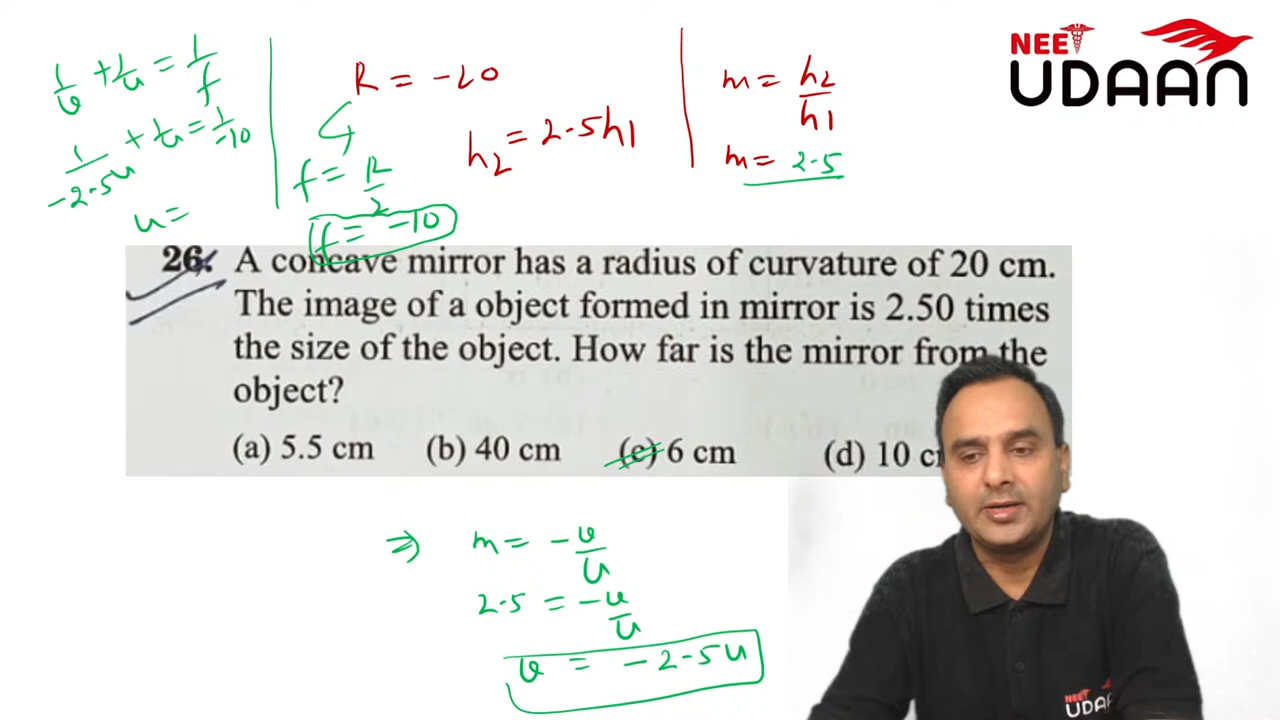 NEET
UDAAN
1/v + 1/u = 1/f
1/-2.5u + 1/u = 1/-10
u =
R = -20
f = R/2
f = -10
h2 = 2.5h1
m = h2/h1
m = 2.5
26. A concave mirror has a radius of curvature of 20 cm.
The image of a object formed in mirror is 2.50 times
the size of the object. How far is the mirror from the
object?
(a) 5.5 cm (b) 40 cm (c) 6 cm (d) 10 c
⇒ m = -v/u
2.5 = -v/u
v = -2.5u
NEET
UDAA